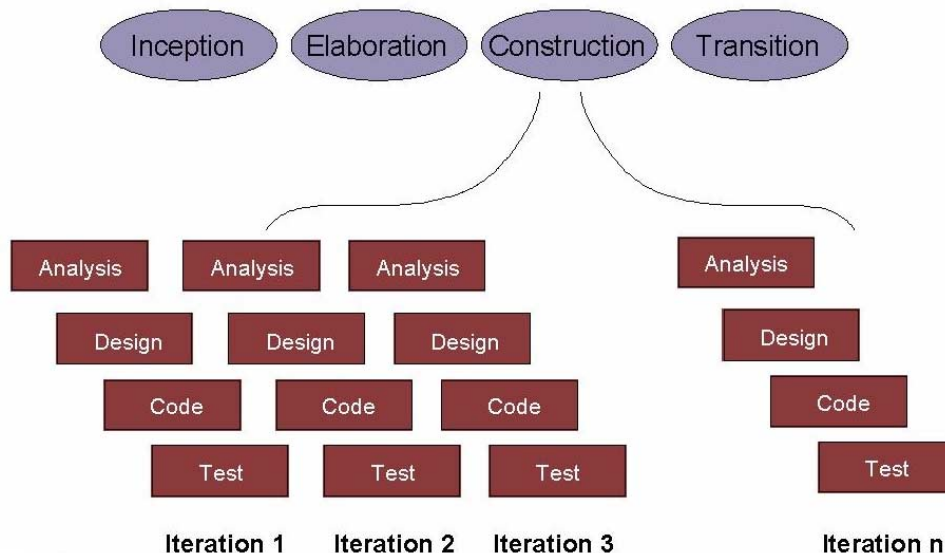 Inception Elaboration Construction Transition
Analysis Analysis Analysis Analysis
Design Design Design Design
Code Code Code Code
Test Test Test Test
Iteration 1 Iteration 2 Iteration 3 Iteration n